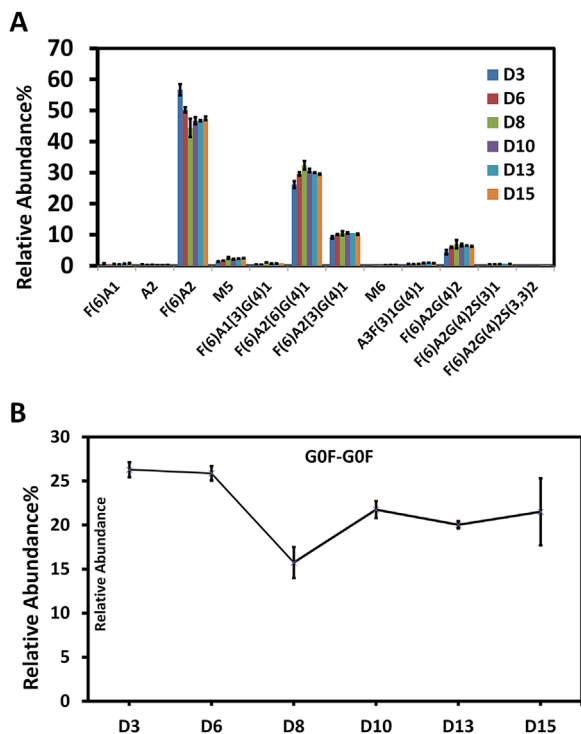 A
Relative Abundance%
70
60
50
40
30
20
10
0
D3
D6
D8
D10
D13
D15
F(6)A1
A2
F(6)A2
M5
F(6)A1[3]G(4)1
F(6)A2[6]G(4)1
F(6)A2[3]G(4)1
M6
A3F(3)1G(4)1
F(6)A2G(4)2
F(6)A2G(4)2S(3)1
F(6)A2G(4)2S(3,3)2
B
G0F-G0F
Relative Abundance%
Relative Abundance
30
25
20
15
10
5
0
D3 D6 D8 D10 D13 D15